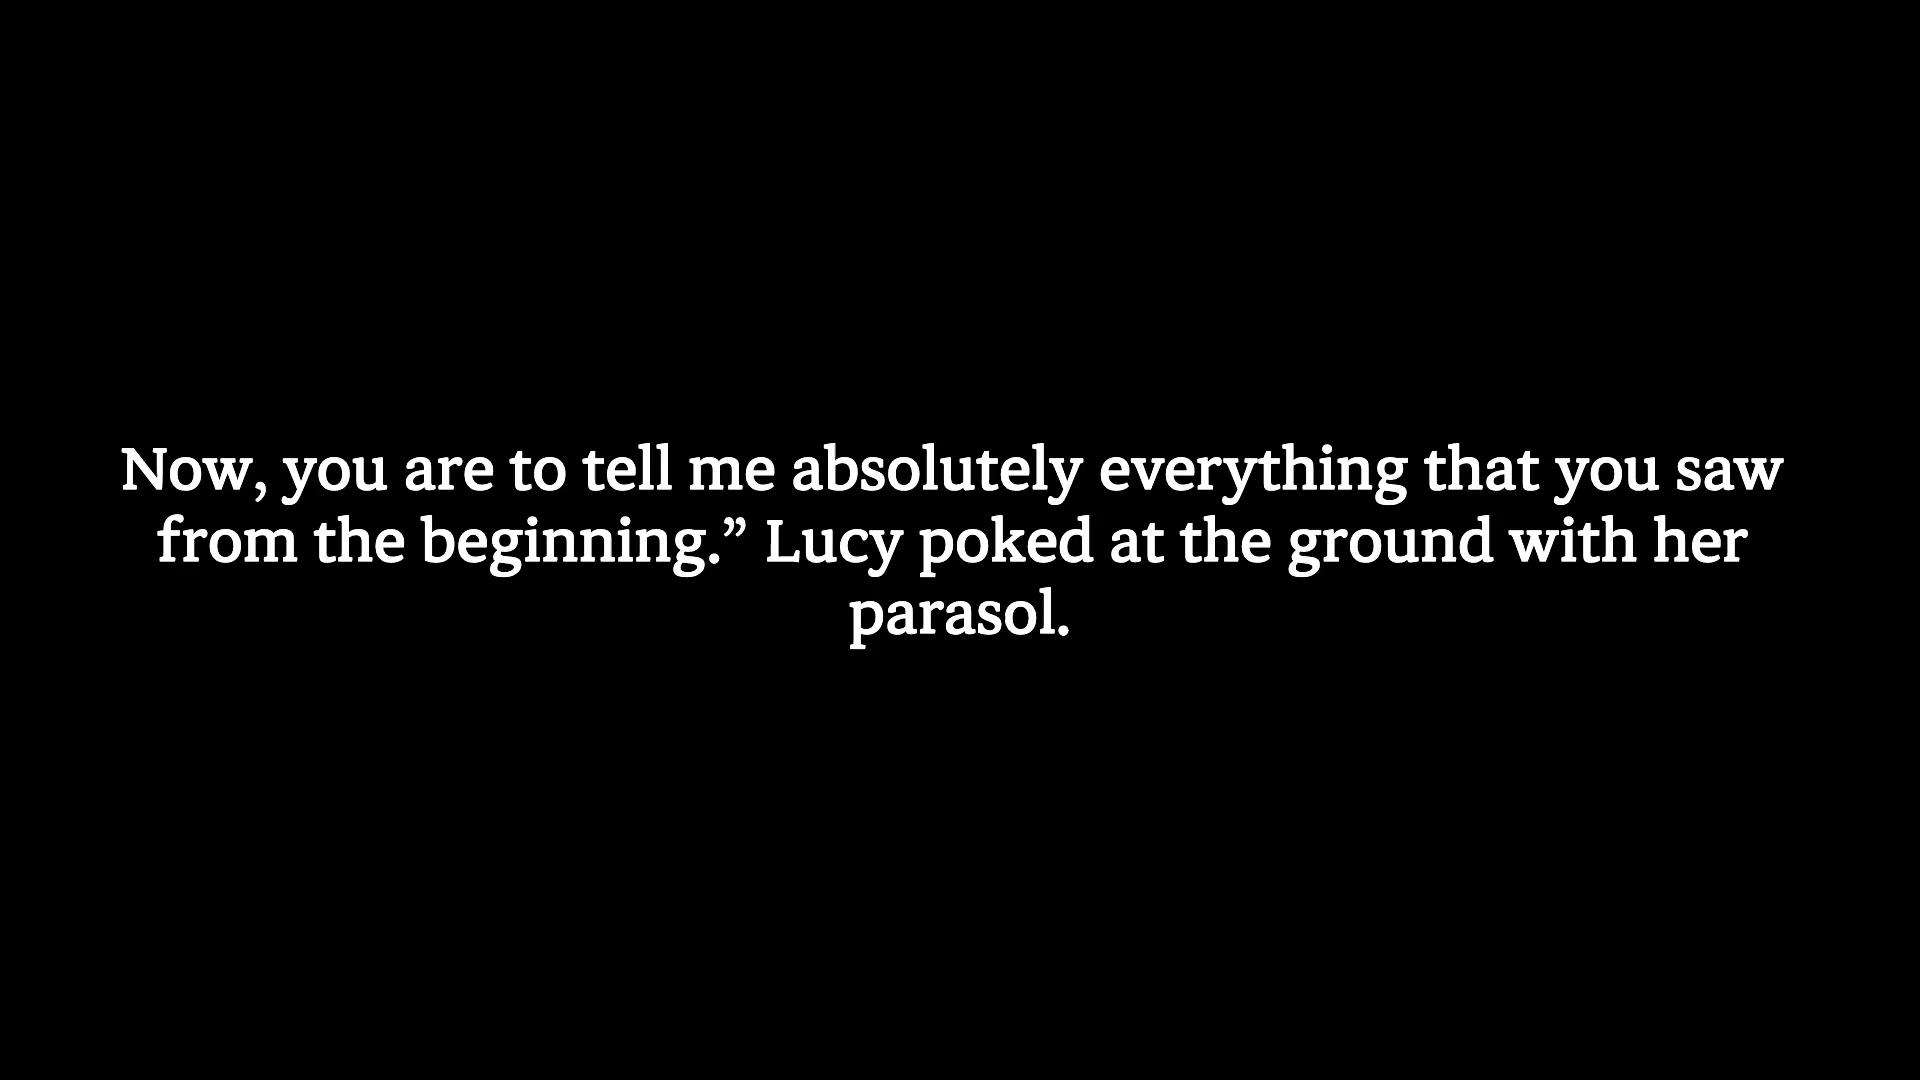 Now, you are to tell me absolutely everything that you saw
from the beginning.” Lucy poked at the ground with her
parasol.